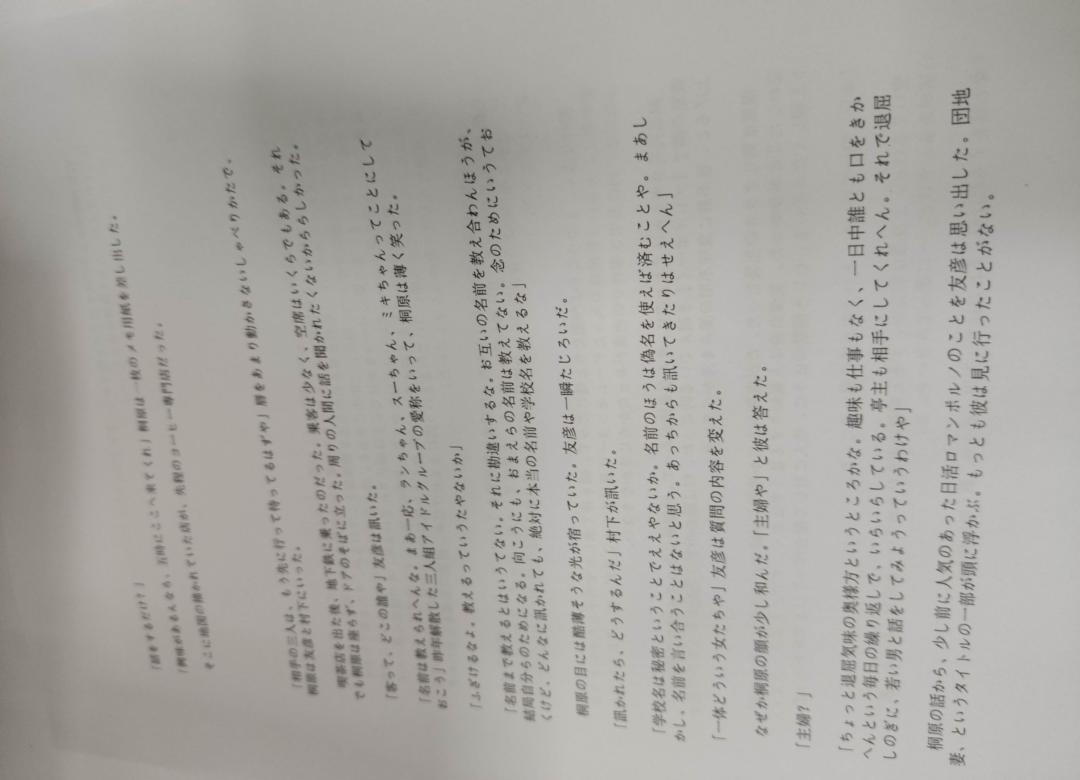 「話をするだけ？」
「興味があるんなら、五時にここへ来てくれ」桐原は一枚のメモ用紙を差し出した。
そこに地図の描かれていた店が、先程のコーヒー専門店だった。
「相手の三人は、もう先に行って待ってるはずや」唇をあまり動かさないしゃべりかたで、
桐原は友彦と村下にいった。
喫茶店を出た後、地下鉄に乗ったのだった。乗客は少なく、空席はいくらでもある。それ
でも桐原は座らず、ドアのそばに立った。周りの人間に話を聞かれたくないかららしかった。
「客って、どこの誰や」友彦は訊いた。
「名前は教えられへんな。まあ一応、ランちゃん、スーちゃん、ミキちゃんってことにして
おこう」昨年解散した三人組アイドルグループの愛称をいって、桐原は薄く笑った。
「ふざけるなよ。教えるっていうたやないか」
「名前まで教えるとはいうてない。それに勘違いするな。お互いの名前を教え合わんほうが、
結局自分らのためになる。向こうにも、おまえらの名前は教えてない。念のためにいうてお
くけど、どんなに訊かれても、絶対に本当の名前や学校名を教えるな」
桐原の目には酷薄そうな光が宿っていた。友彦は一瞬たじろいだ。
「訊かれたら、どうするんだ」村下が訊いた。
「学校名は秘密ということでええやないか。名前のほうは偽名を使えば済むことや。まあし
かし、名前を言い合うことはないと思う。あっちからも訊いてきたりはせえへん」
「一体どういう女たちや」友彦は質問の内容を変えた。
なぜか桐原の顔が少し和んだ。「主婦や」と彼は答えた。
「主婦？」
「ちょっと退屈気味の奥様方というところかな。趣味も仕事もなく、一日中誰とも口をきか
へんという毎日の繰り返しで、いらいらしている。亭主も相手にしてくれへん。それで退屈
しのぎに、若い男と話をしてみようっていうわけや」
桐原の話から、少し前に人気のあった日活ロマンポルノのことを友彦は思い出した。団地
妻、というタイトルの一部が頭に浮かぶ。もっとも彼は見に行ったことがない。